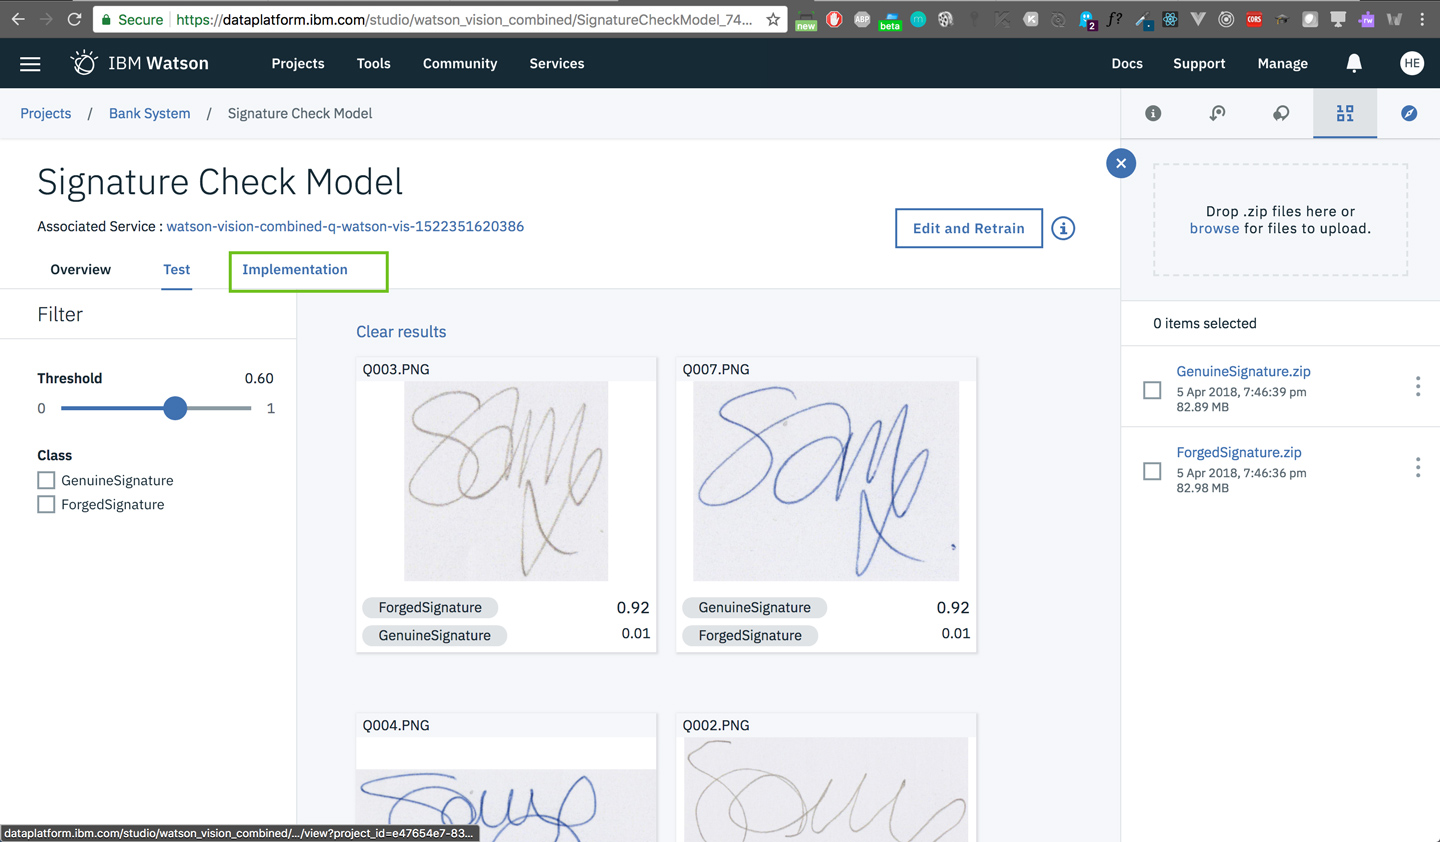 Secure https://dataplatform.ibm.com/studio/watson_vision_combined/SignatureCheckModel_74...
new
ABP
beta
m
K
2
f?
CORS
rw
W
IBM Watson Projects Tools Community Services Docs Support Manage HE
Projects / Bank System / Signature Check Model
Signature Check Model
Associated Service : watson-vision-combined-q-watson-vis-1522351620386
Edit and Retrain
Overview Test Implementation
Filter
Threshold 0.60
0 1
Class
GenuineSignature
ForgedSignature
Clear results
Q003.PNG
ForgedSignature 0.92
GenuineSignature 0.01
Q007.PNG
GenuineSignature 0.92
ForgedSignature 0.01
Q004.PNG
Q002.PNG
Drop .zip files here or
browse for files to upload.
0 items selected
GenuineSignature.zip
5 Apr 2018, 7:46:39 pm
82.89 MB
ForgedSignature.zip
5 Apr 2018, 7:46:36 pm
82.98 MB
dataplatform.ibm.com/studio/watson_vision_combined/.../view?project_id=e47654e7-83...